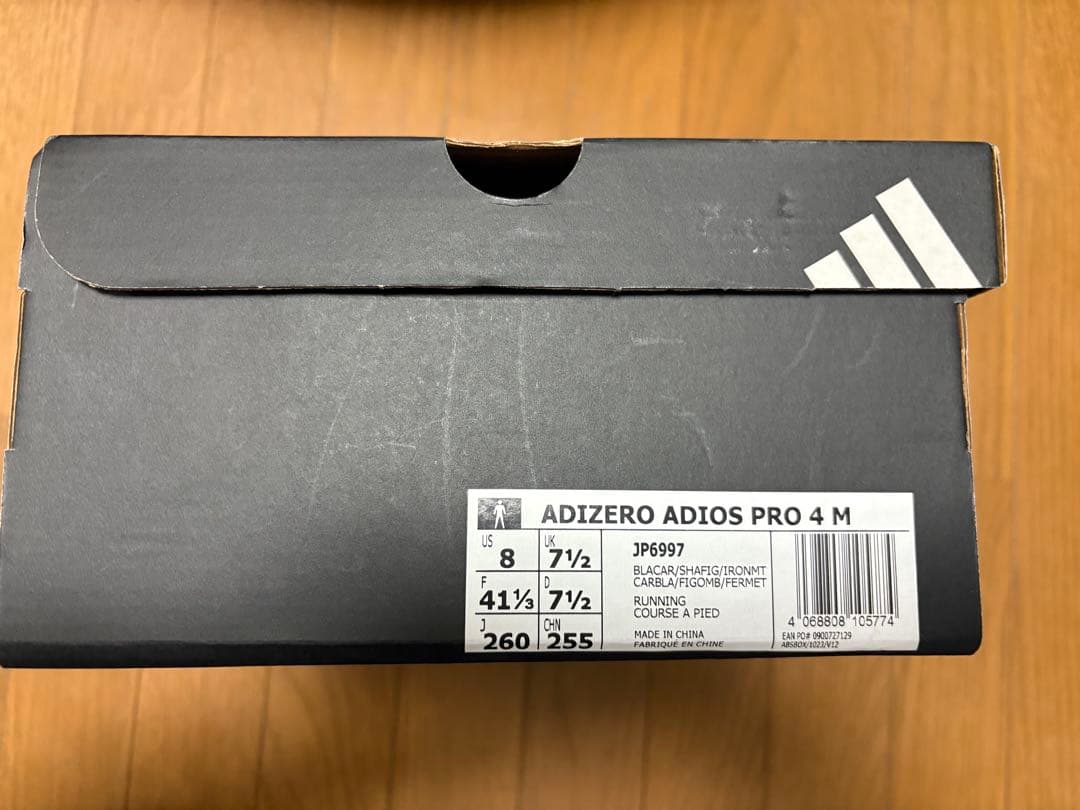 ADIZERO ADIOS PRO 4 M
US 8 UK 7½
F 41⅓ D 7½
J 260 CHN 255
JP6997
BLACAR/SHAFIG/IRONMT
CARBLA/FIGOMB/FERMET
RUNNING
COURSE A PIED
MADE IN CHINA
FABRIQUÉ EN CHINE
4 068808 105774
EAN PO# 0900727129
ABSBOX/1023/V12